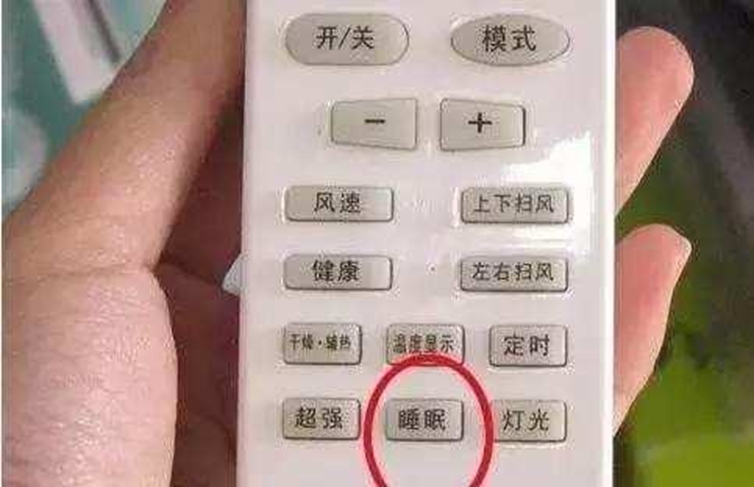 开/关 模式
− +
风速 上下扫风
健康 左右扫风
干燥·辅热 温度显示 定时
超强 睡眠 灯光